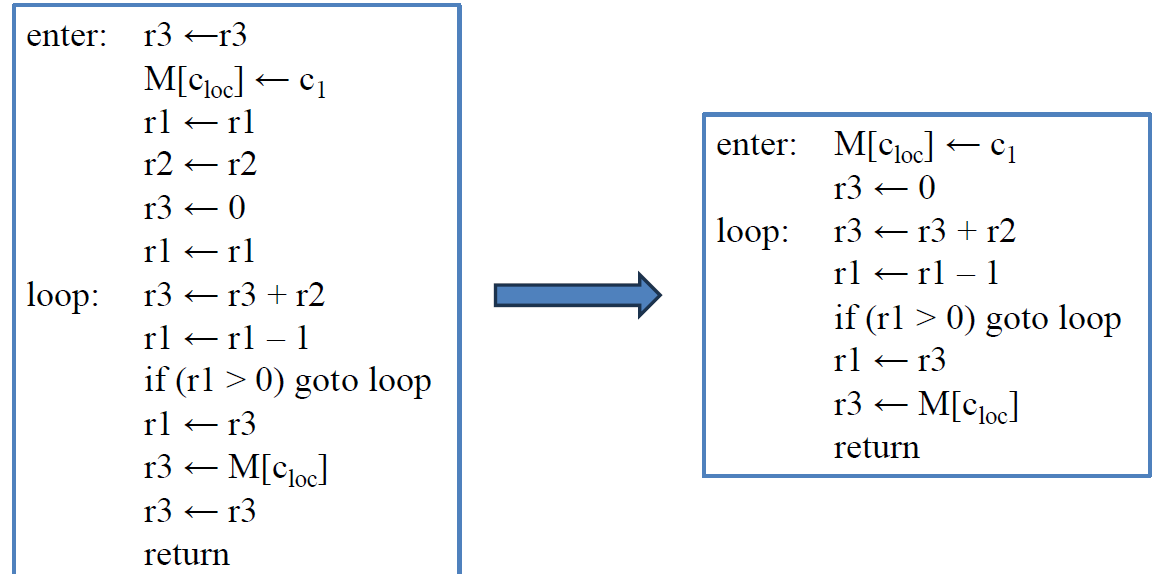 enter: r3 ←r3
M[cloc] ← c1
r1 ← r1
r2 ← r2
r3 ← 0
r1 ← r1
loop: r3 ← r3 + r2
r1 ← r1 – 1
if (r1 > 0) goto loop
r1 ← r3
r3 ← M[cloc]
r3 ← r3
return
enter: M[cloc] ← c1
r3 ← 0
loop: r3 ← r3 + r2
r1 ← r1 – 1
if (r1 > 0) goto loop
r1 ← r3
r3 ← M[cloc]
return